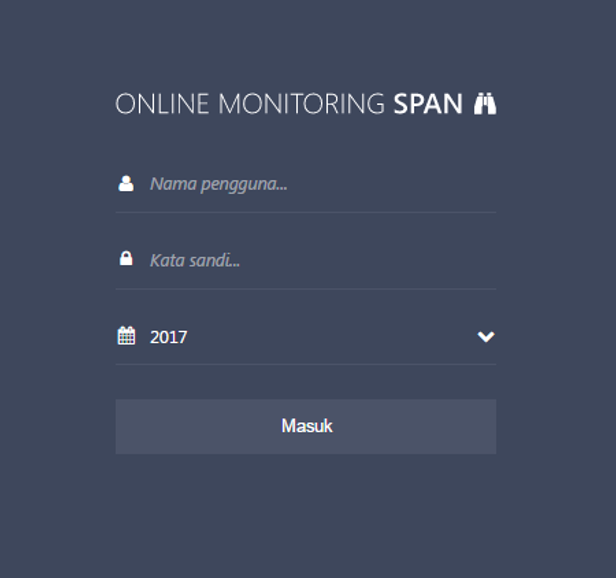 ONLINE MONITORING SPAN
Nama pengguna...
Kata sandi...
2017
Masuk